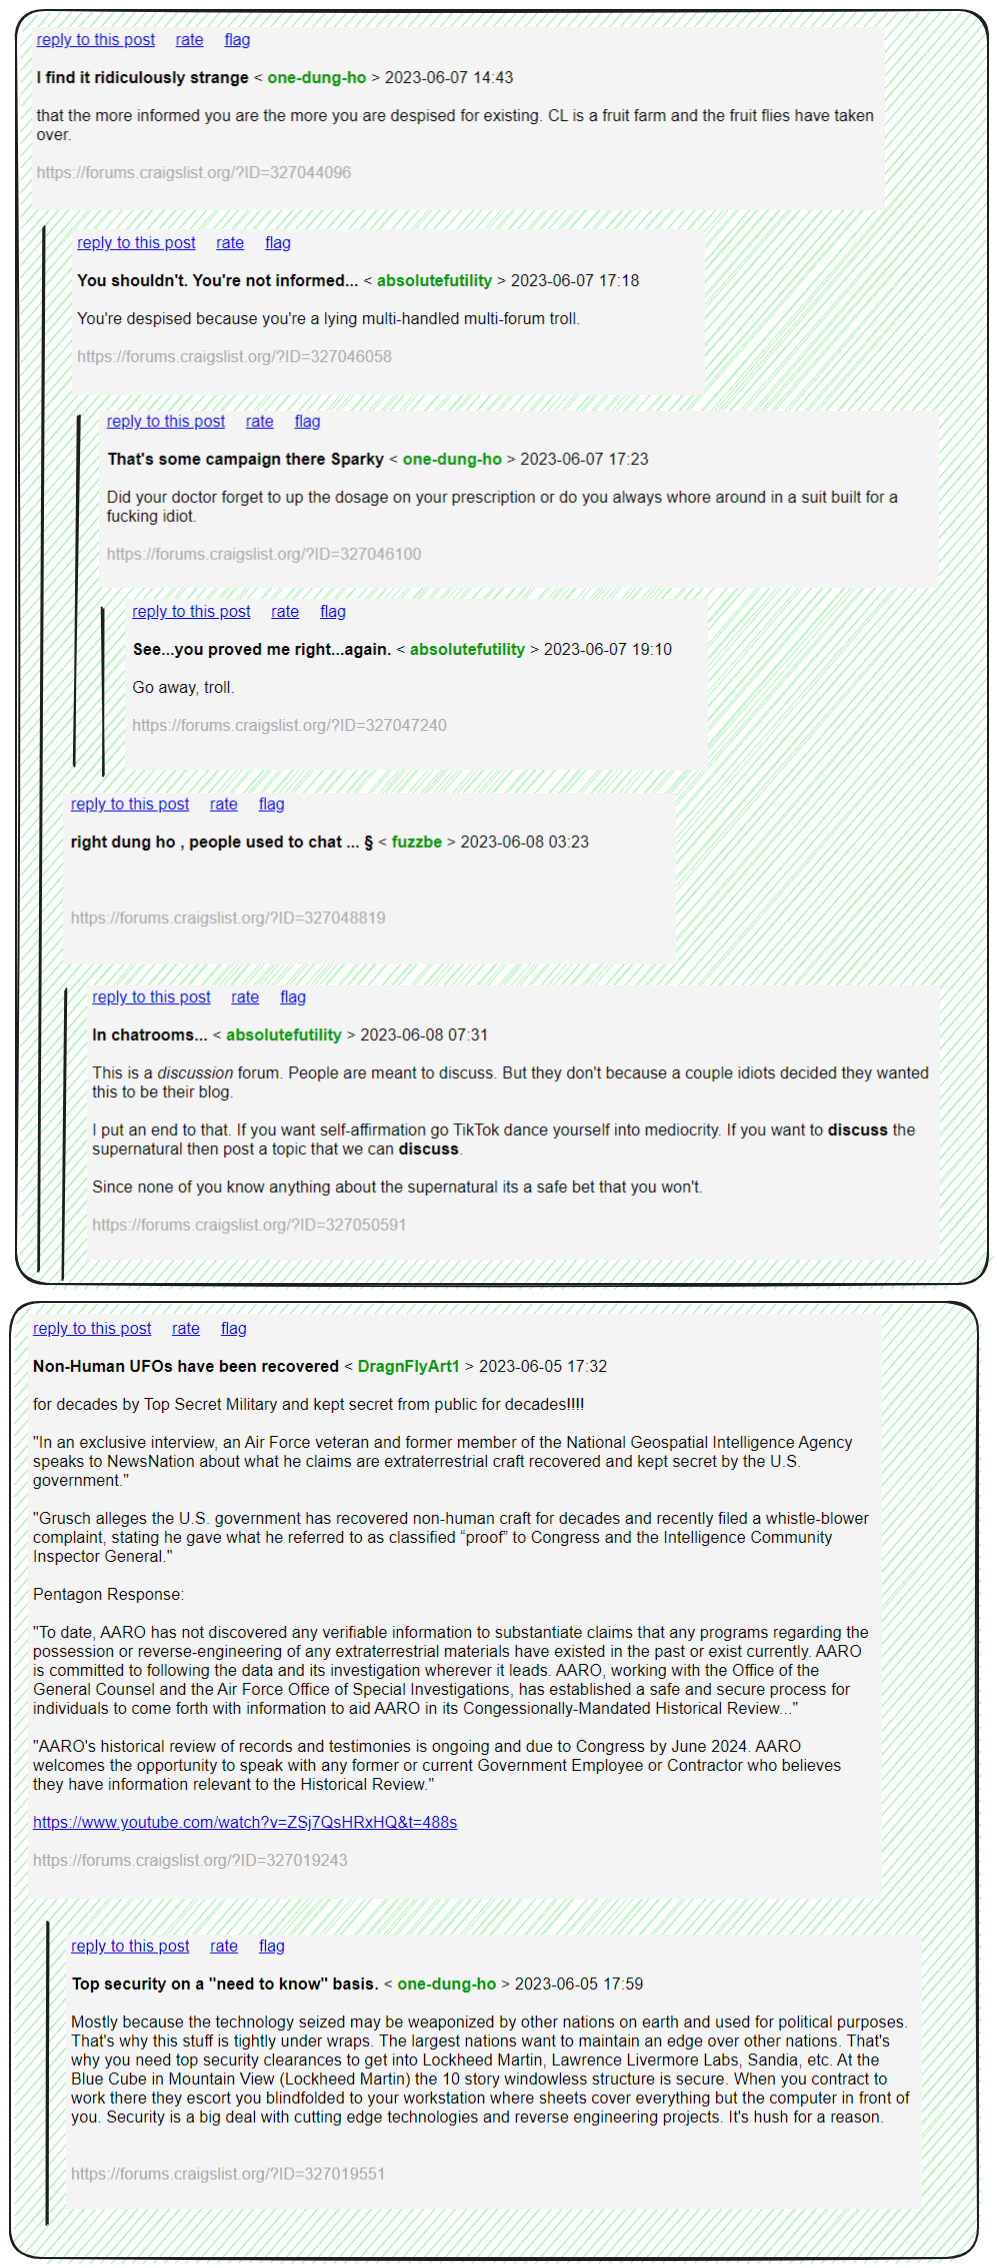 reply to this post rate flag
I find it ridiculously strange < one-dung-ho > 2023-06-07 14:43
that the more informed you are the more you are despised for existing. CL is a fruit farm and the fruit flies have taken
over.
https://forums.craigslist.org/?ID=327044096
reply to this post rate flag
You shouldn't. You're not informed... < absolutefutility > 2023-06-07 17:18
You're despised because you're a lying multi-handled multi-forum troll.
https://forums.craigslist.org/?ID=327046058
reply to this post rate flag
That's some campaign there Sparky < one-dung-ho > 2023-06-07 17:23
Did your doctor forget to up the dosage on your prescription or do you always whore around in a suit built for a
fucking idiot.
https://forums.craigslist.org/?ID=327046100
reply to this post rate flag
See...you proved me right...again. < absolutefutility > 2023-06-07 19:10
Go away, troll.
https://forums.craigslist.org/?ID=327047240
reply to this post rate flag
right dung ho , people used to chat ... § < fuzzbe > 2023-06-08 03:23
https://forums.craigslist.org/?ID=327048819
reply to this post rate flag
In chatrooms... < absolutefutility > 2023-06-08 07:31
This is a discussion forum. People are meant to discuss. But they don't because a couple idiots decided they wanted
this to be their blog.
I put an end to that. If you want self-affirmation go TikTok dance yourself into mediocrity. If you want to discuss the
supernatural then post a topic that we can discuss.
Since none of you know anything about the supernatural its a safe bet that you won't.
https://forums.craigslist.org/?ID=327050591
reply to this post rate flag
Non-Human UFOs have been recovered < DragnFlyArt1 > 2023-06-05 17:32
for decades by Top Secret Military and kept secret from public for decades!!!!
"In an exclusive interview, an Air Force veteran and former member of the National Geospatial Intelligence Agency
speaks to NewsNation about what he claims are extraterrestrial craft recovered and kept secret by the U.S.
government."
"Grusch alleges the U.S. government has recovered non-human craft for decades and recently filed a whistle-blower
complaint, stating he gave what he referred to as classified “proof” to Congress and the Intelligence Community
Inspector General."
Pentagon Response:
"To date, AARO has not discovered any verifiable information to substantiate claims that any programs regarding the
possession or reverse-engineering of any extraterrestrial materials have existed in the past or exist currently. AARO
is committed to following the data and its investigation wherever it leads. AARO, working with the Office of the
General Counsel and the Air Force Office of Special Investigations, has established a safe and secure process for
individuals to come forth with information to aid AARO in its Congessionally-Mandated Historical Review..."
"AARO's historical review of records and testimonies is ongoing and due to Congress by June 2024. AARO
welcomes the opportunity to speak with any former or current Government Employee or Contractor who believes
they have information relevant to the Historical Review."
https://www.youtube.com/watch?v=ZSj7QsHRxHQ&t=488s
https://forums.craigslist.org/?ID=327019243
reply to this post rate flag
Top security on a "need to know" basis. < one-dung-ho > 2023-06-05 17:59
Mostly because the technology seized may be weaponized by other nations on earth and used for political purposes.
That's why this stuff is tightly under wraps. The largest nations want to maintain an edge over other nations. That's
why you need top security clearances to get into Lockheed Martin, Lawrence Livermore Labs, Sandia, etc. At the
Blue Cube in Mountain View (Lockheed Martin) the 10 story windowless structure is secure. When you contract to
work there they escort you blindfolded to your workstation where sheets cover everything but the computer in front of
you. Security is a big deal with cutting edge technologies and reverse engineering projects. It's hush for a reason.
https://forums.craigslist.org/?ID=327019551